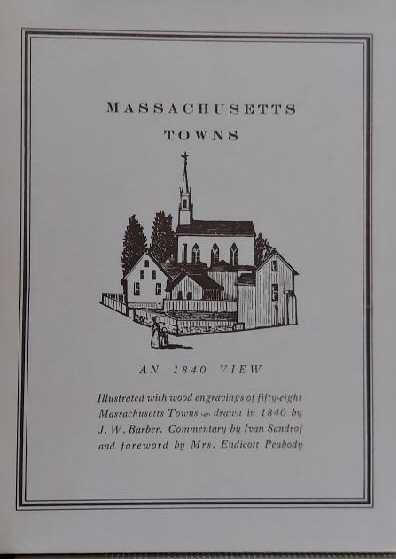 MASSACHUSETTS
TOWNS
AN 1840 VIEW
Illustrated with wood engravings of fifty-eight
Massachusetts Towns as drawn in 1840 by
J. W. Barber. Commentary by Ivan Sandrof
and foreword by Mrs. Endicott Peabody